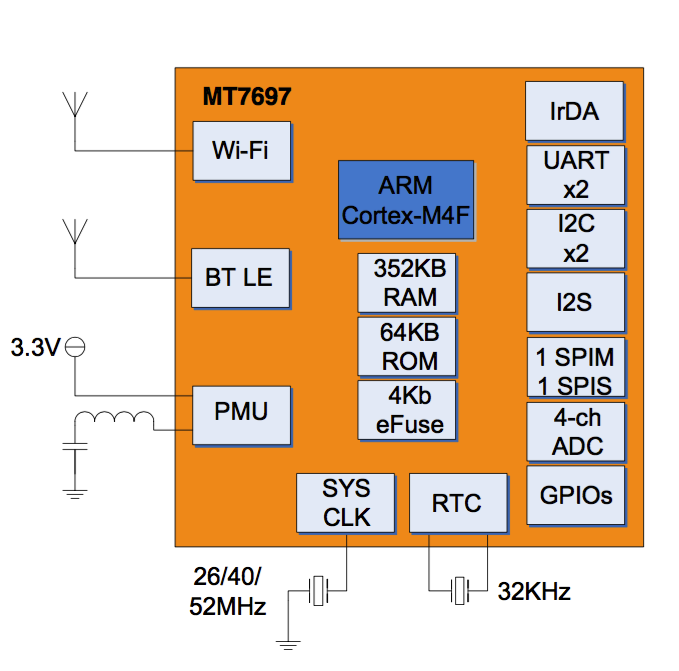 MT7697
Wi-Fi
BT LE
3.3V
PMU
ARM
Cortex-M4F
352KB
RAM
64KB
ROM
4Kb
eFuse
SYS
CLK
RTC
IrDA
UART
x2
I2C
x2
I2S
1 SPIM
1 SPIS
4-ch
ADC
GPIOs
26/40/
52MHz
32KHz